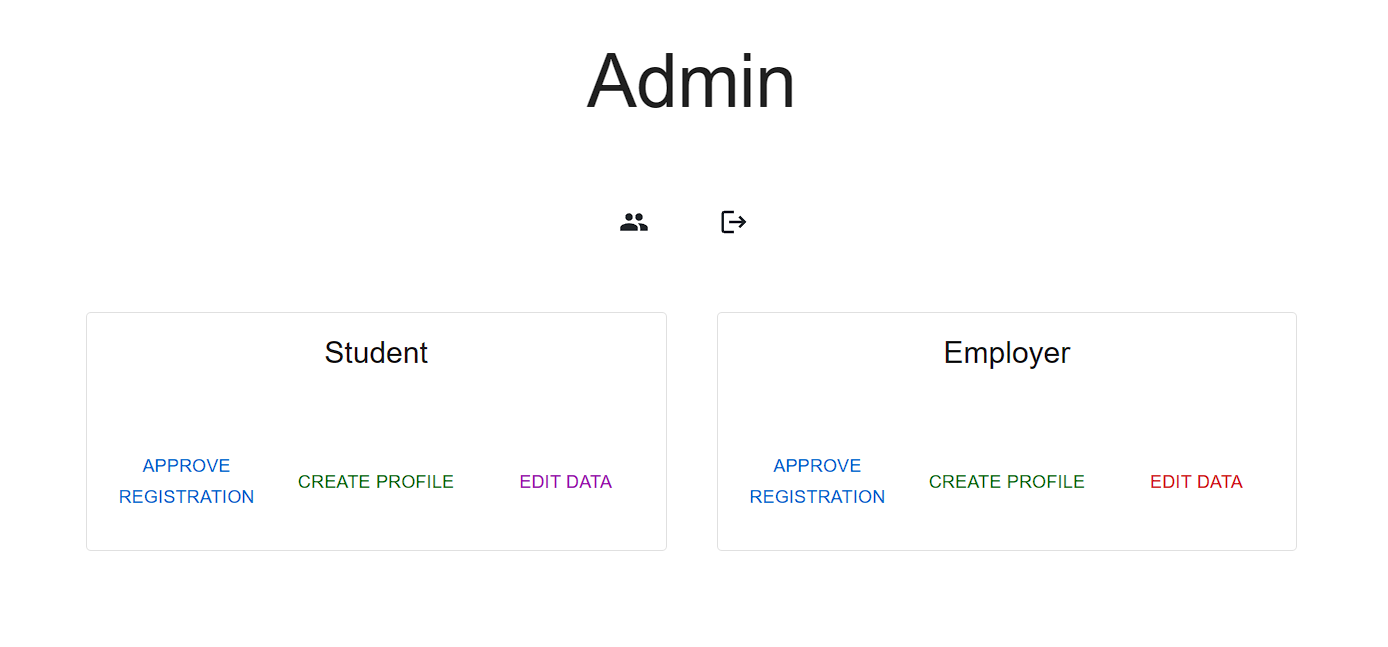 Admin
Student
APPROVE
REGISTRATION
CREATE PROFILE
EDIT DATA
Employer
APPROVE
REGISTRATION
CREATE PROFILE
EDIT DATA